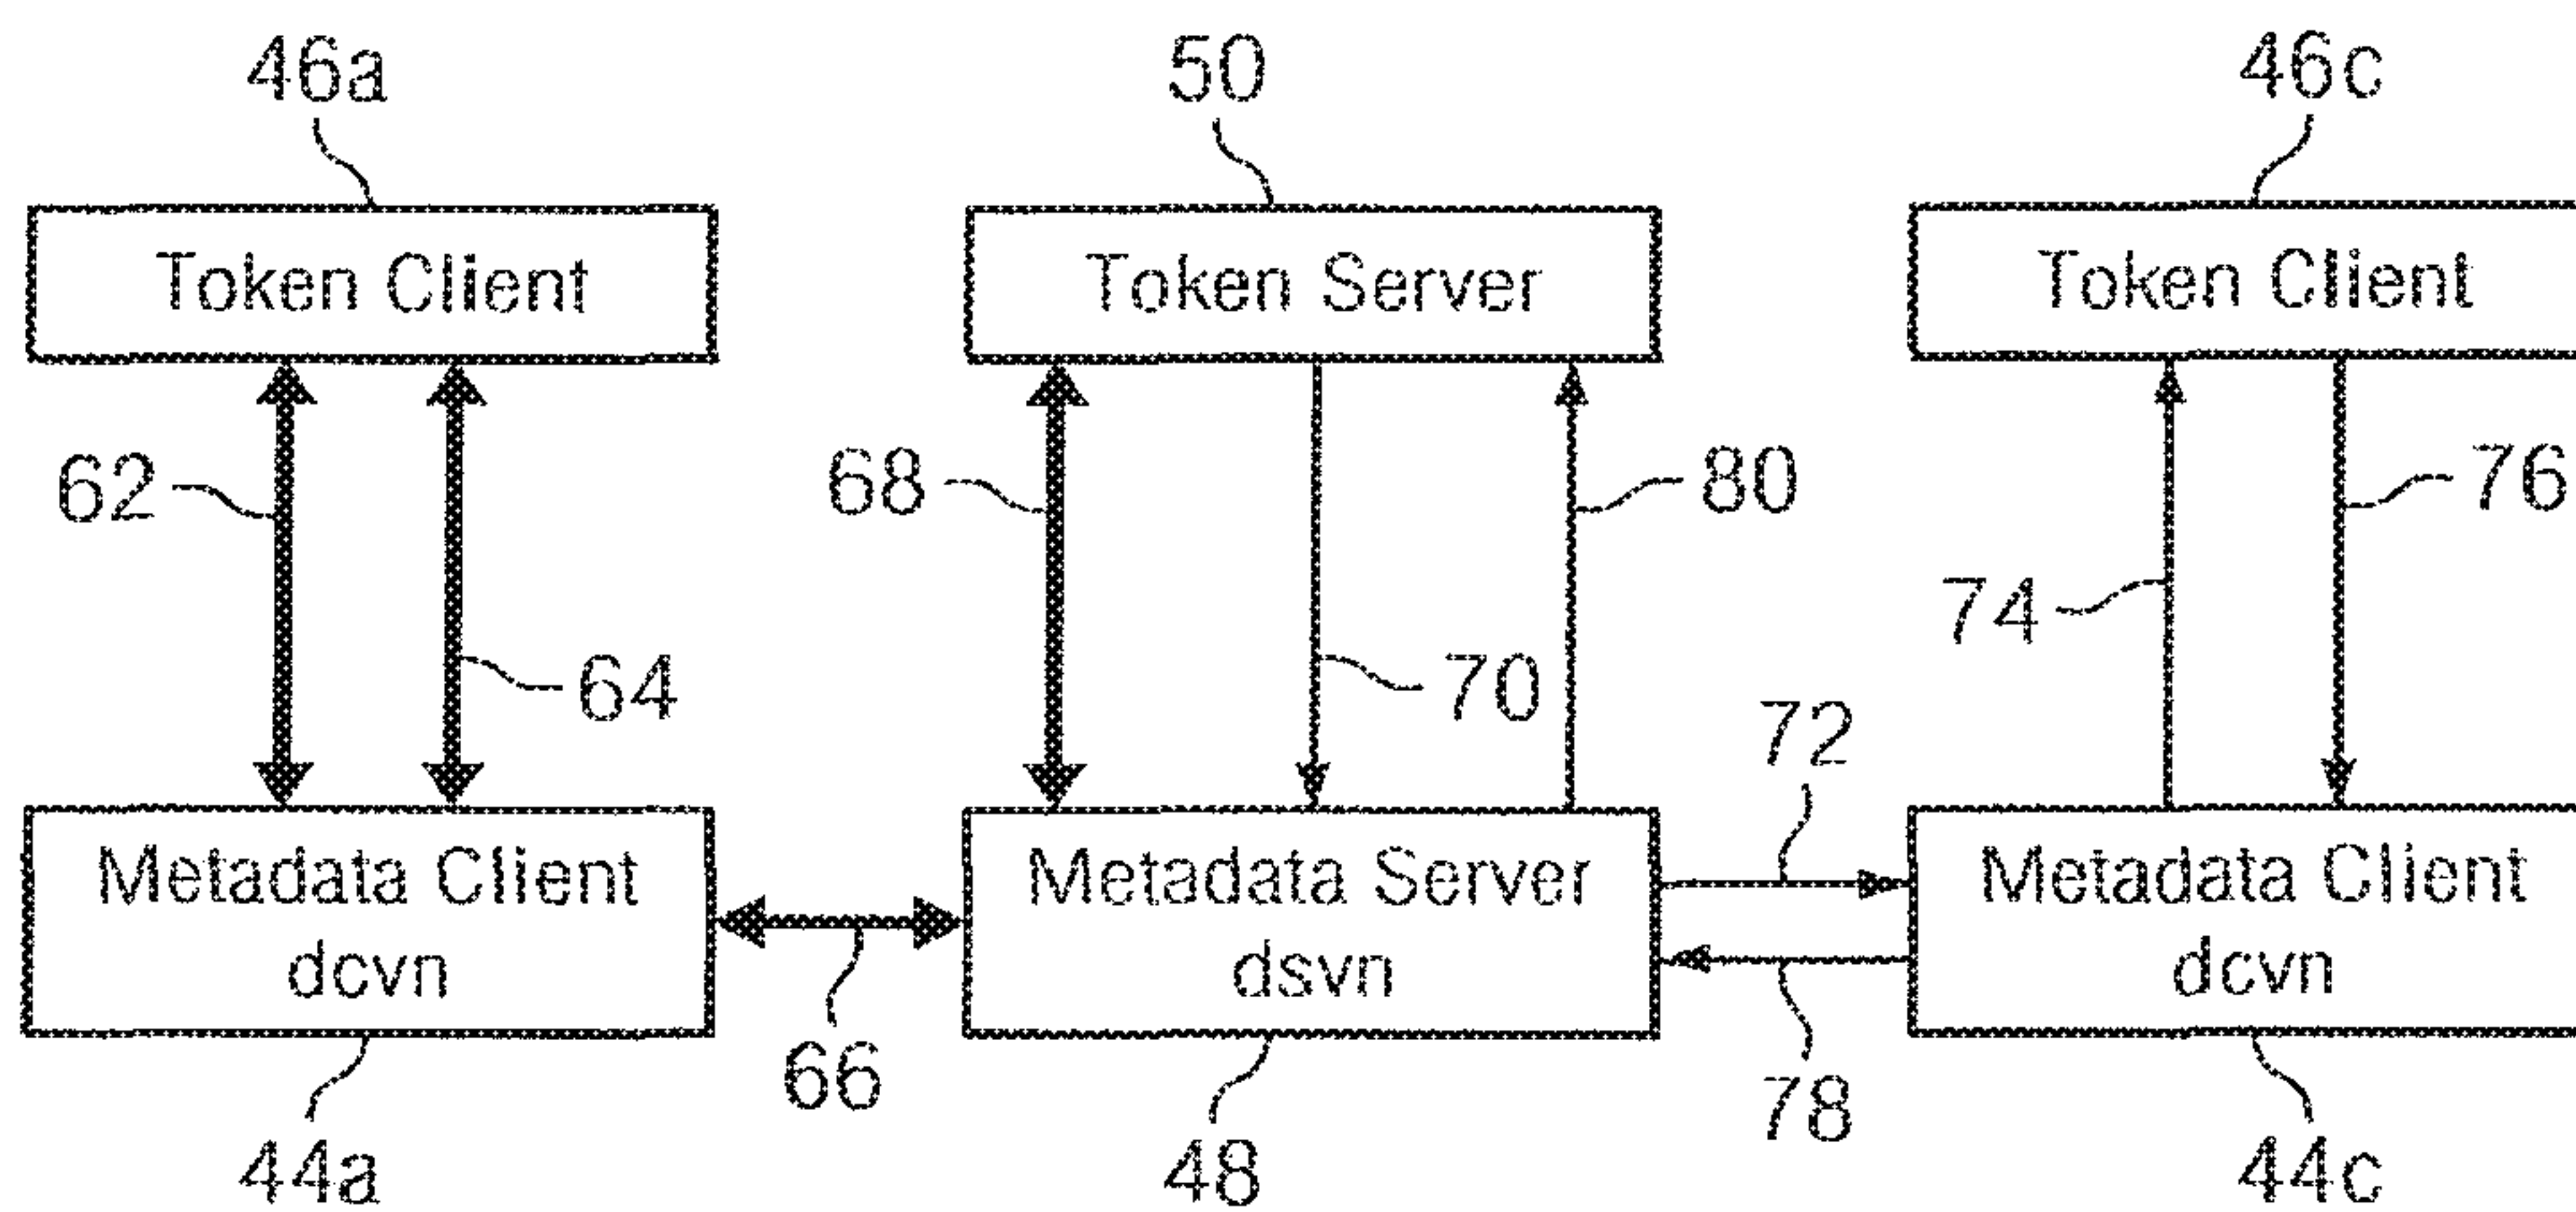 46a
50
46c
Token Client
Token Server
Token Client
62
68
80
76
74
64
70
72
Metadata Client
dcvn
Metadata Server
dsvn
Metadata Client
dcvn
66
78
44a
48
44c